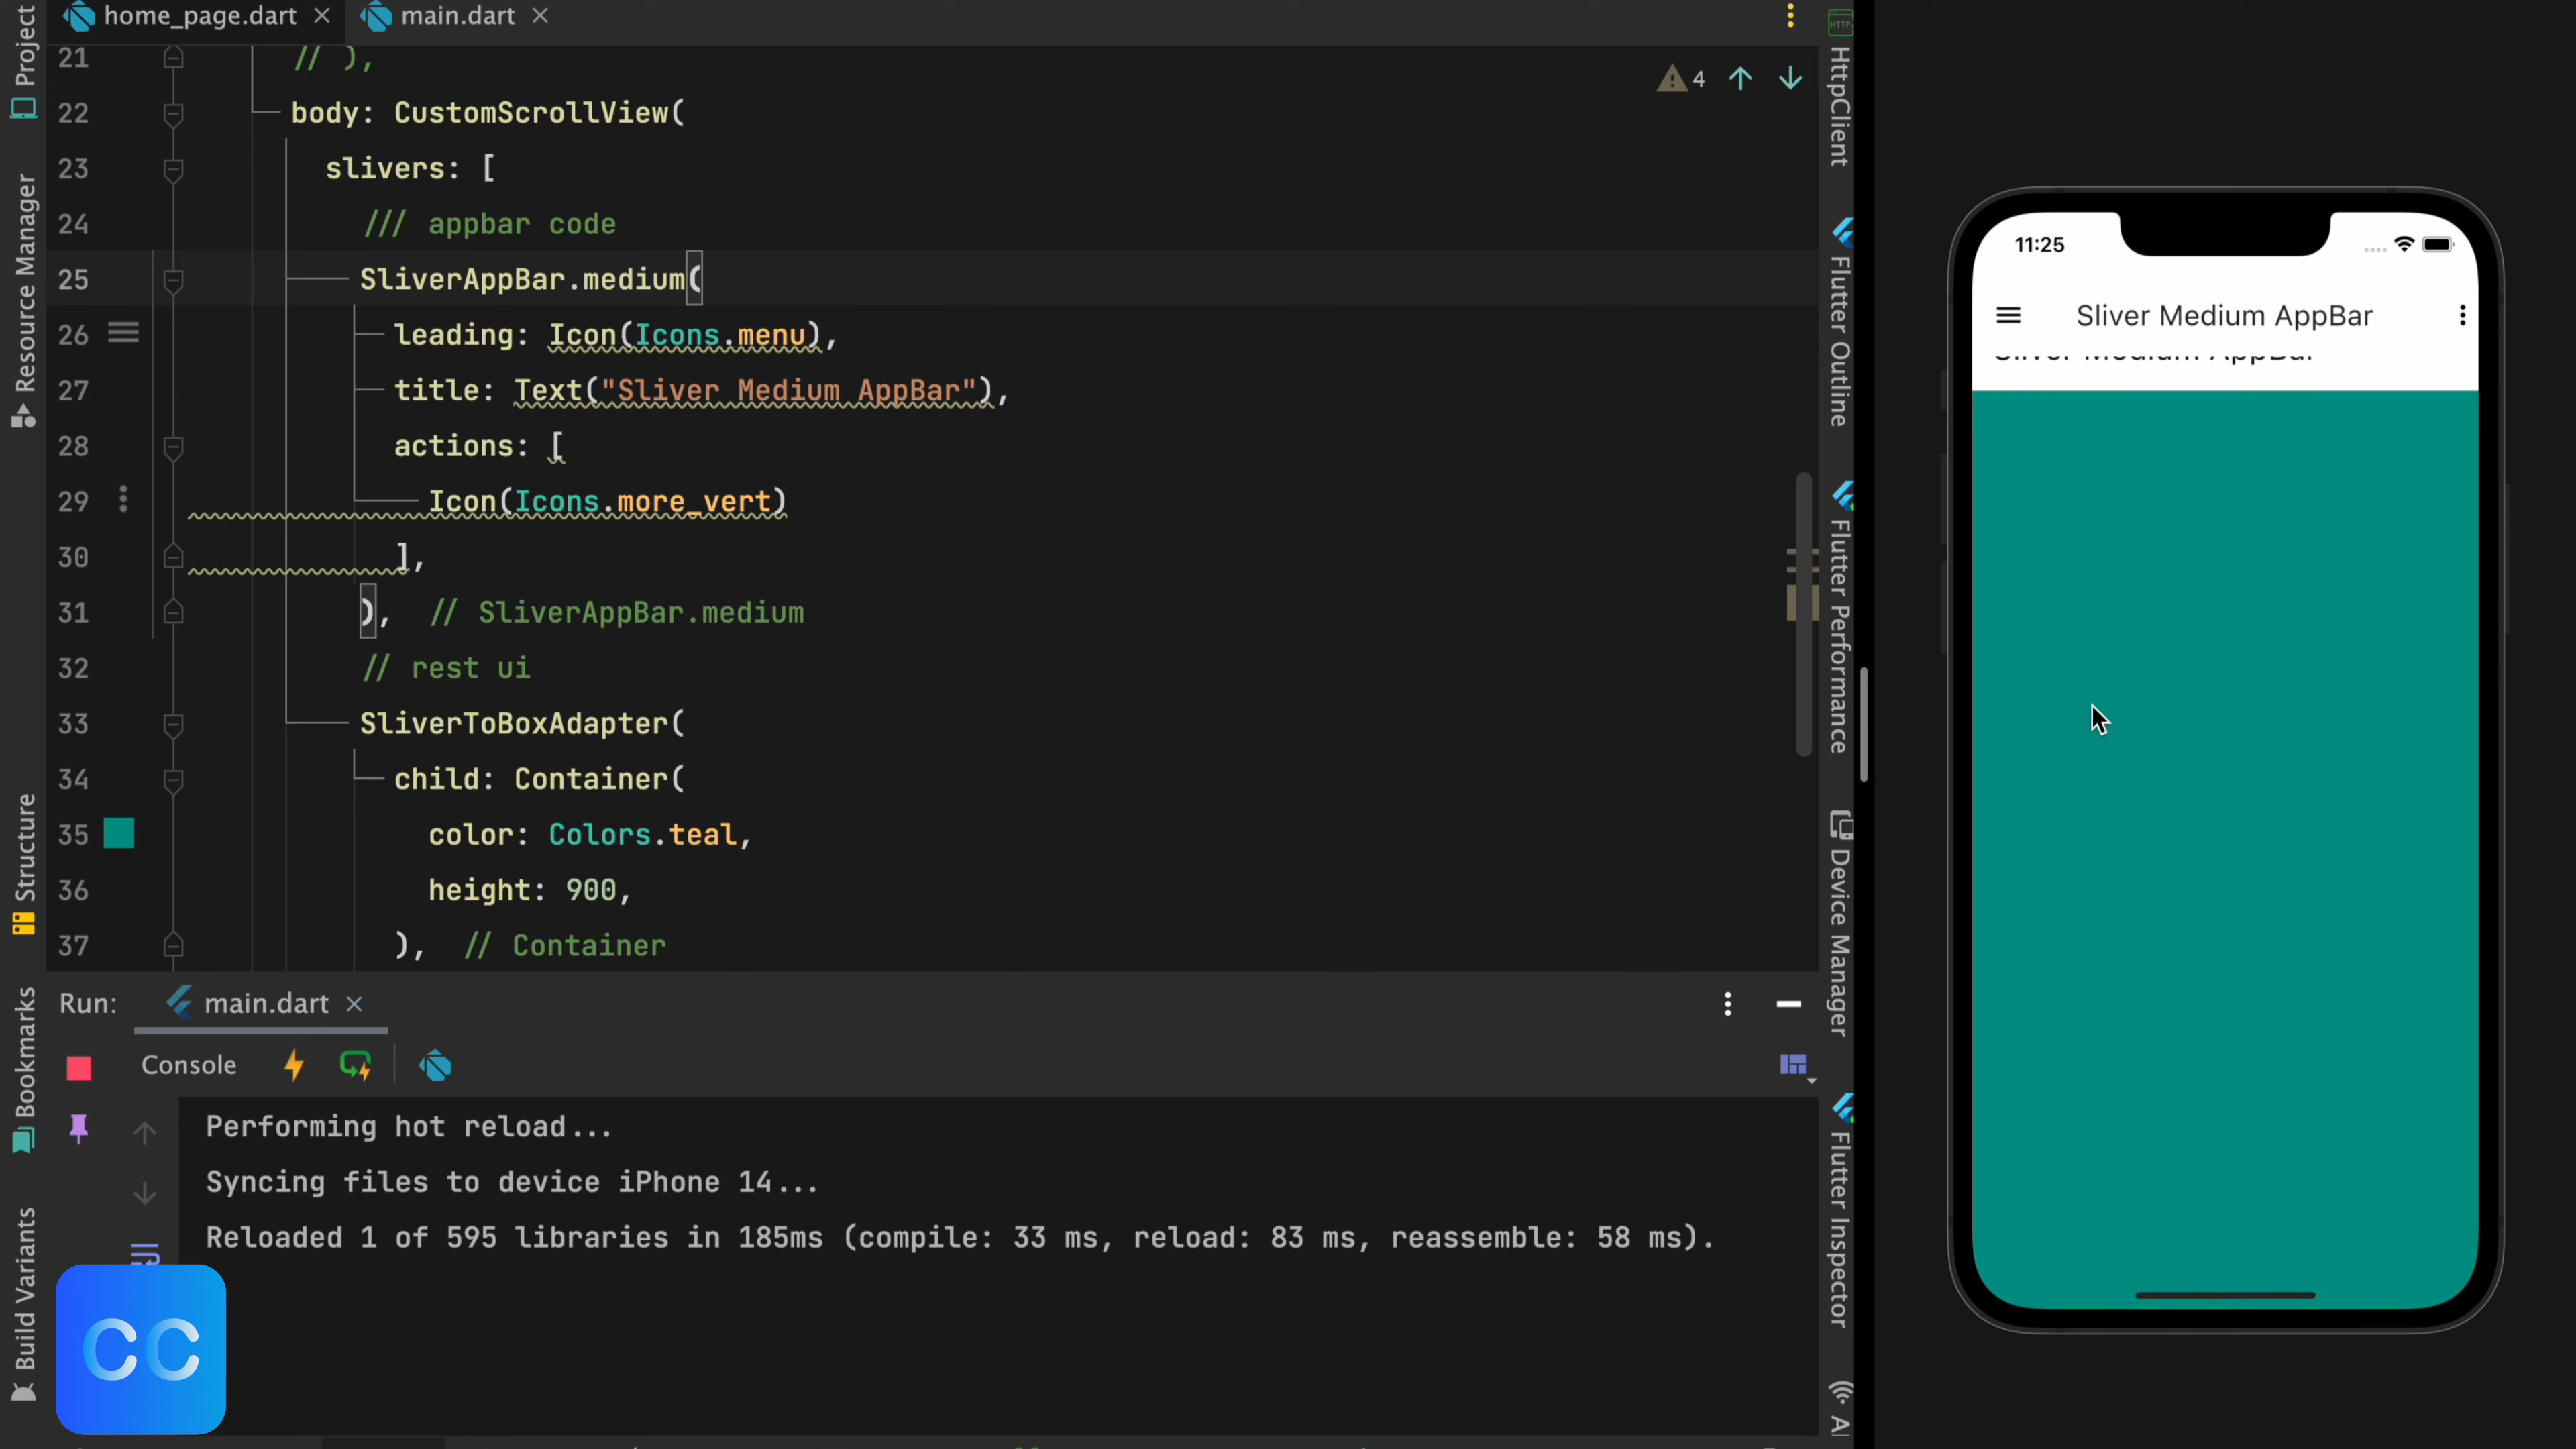 Project
Resource Manager
Structure
Bookmarks
Build Variants
home_page.dart
main.dart
4
21 // ),
22 body: CustomScrollView(
23 slivers: [
24 /// appbar code
25 SliverAppBar.medium(
26 leading: Icon(Icons.menu),
27 title: Text("Sliver Medium AppBar"),
28 actions: [
29 Icon(Icons.more_vert)
30 ],
31 ), // SliverAppBar.medium
32 // rest ui
33 SliverToBoxAdapter(
34 child: Container(
35 color: Colors.teal,
36 height: 900,
37 ), // Container
Run: main.dart
Console
Performing hot reload...
Syncing files to device iPhone 14...
Reloaded 1 of 595 libraries in 185ms (compile: 33 ms, reload: 83 ms, reassemble: 58 ms).
CC
HTTP
HttpClient
Flutter Outline
Flutter Performance
Device Manager
Flutter Inspector
A
11:25
Sliver Medium AppBar
Sliver Medium AppBar